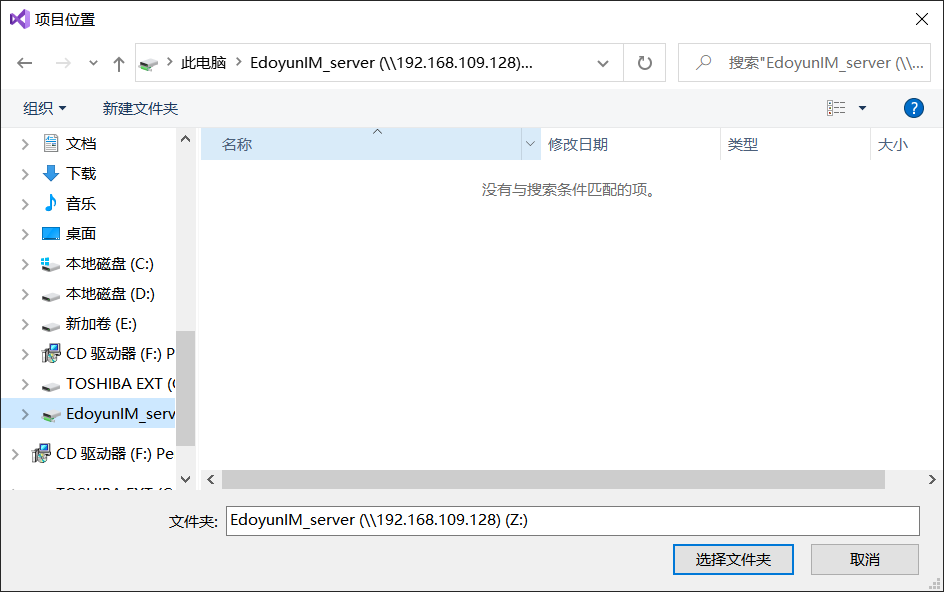 项目位置
此电脑 EdoyunIM_server (\\192.168.109.128)...
搜索"EdoyunIM_server (\\...
组织 新建文件夹
名称 修改日期 类型 大小
没有与搜索条件匹配的项。
文档
下载
音乐
桌面
本地磁盘 (C:)
本地磁盘 (D:)
新加卷 (E:)
CD 驱动器 (F:) P
TOSHIBA EXT (
EdoyunIM_serv
CD 驱动器 (F:) Pe
文件夹: EdoyunIM_server (\\192.168.109.128) (Z:)
选择文件夹 取消